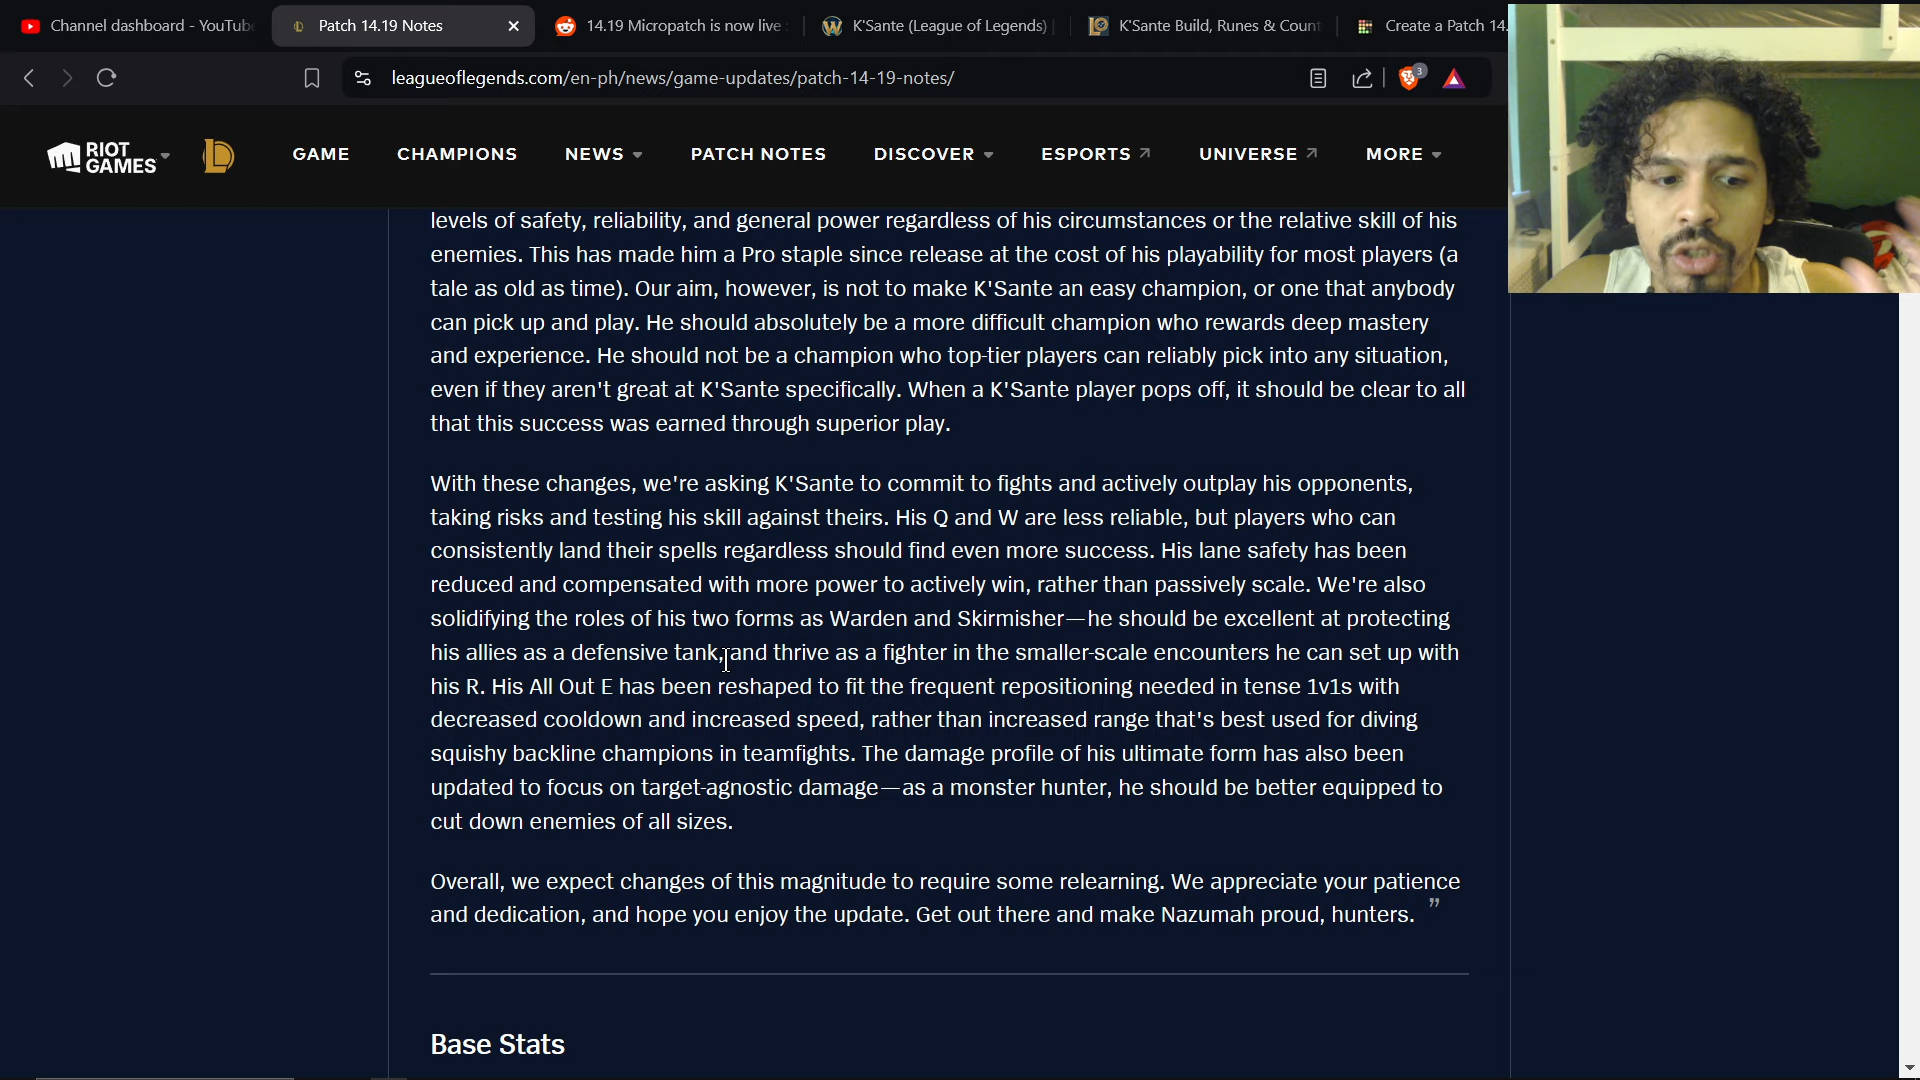 Channel dashboard - YouTube
Patch 14.19 Notes
14.19 Micropatch is now live
K'Sante (League of Legends)
K'Sante Build, Runes & Count
Create a Patch 14.
leagueoflegends.com/en-ph/news/game-updates/patch-14-19-notes/
3
RIOT GAMES
GAME
CHAMPIONS
NEWS
PATCH NOTES
DISCOVER
ESPORTS
UNIVERSE
MORE
levels of safety, reliability, and general power regardless of his circumstances or the relative skill of his
enemies. This has made him a Pro staple since release at the cost of his playability for most players (a
tale as old as time). Our aim, however, is not to make K'Sante an easy champion, or one that anybody
can pick up and play. He should absolutely be a more difficult champion who rewards deep mastery
and experience. He should not be a champion who top-tier players can reliably pick into any situation,
even if they aren't great at K'Sante specifically. When a K'Sante player pops off, it should be clear to all
that this success was earned through superior play.
With these changes, we're asking K'Sante to commit to fights and actively outplay his opponents,
taking risks and testing his skill against theirs. His Q and W are less reliable, but players who can
consistently land their spells regardless should find even more success. His lane safety has been
reduced and compensated with more power to actively win, rather than passively scale. We're also
solidifying the roles of his two forms as Warden and Skirmisher—he should be excellent at protecting
his allies as a defensive tank, and thrive as a fighter in the smaller-scale encounters he can set up with
his R. His All Out E has been reshaped to fit the frequent repositioning needed in tense 1v1s with
decreased cooldown and increased speed, rather than increased range that's best used for diving
squishy backline champions in teamfights. The damage profile of his ultimate form has also been
updated to focus on target-agnostic damage—as a monster hunter, he should be better equipped to
cut down enemies of all sizes.
Overall, we expect changes of this magnitude to require some relearning. We appreciate your patience
and dedication, and hope you enjoy the update. Get out there and make Nazumah proud, hunters. ”
Base Stats